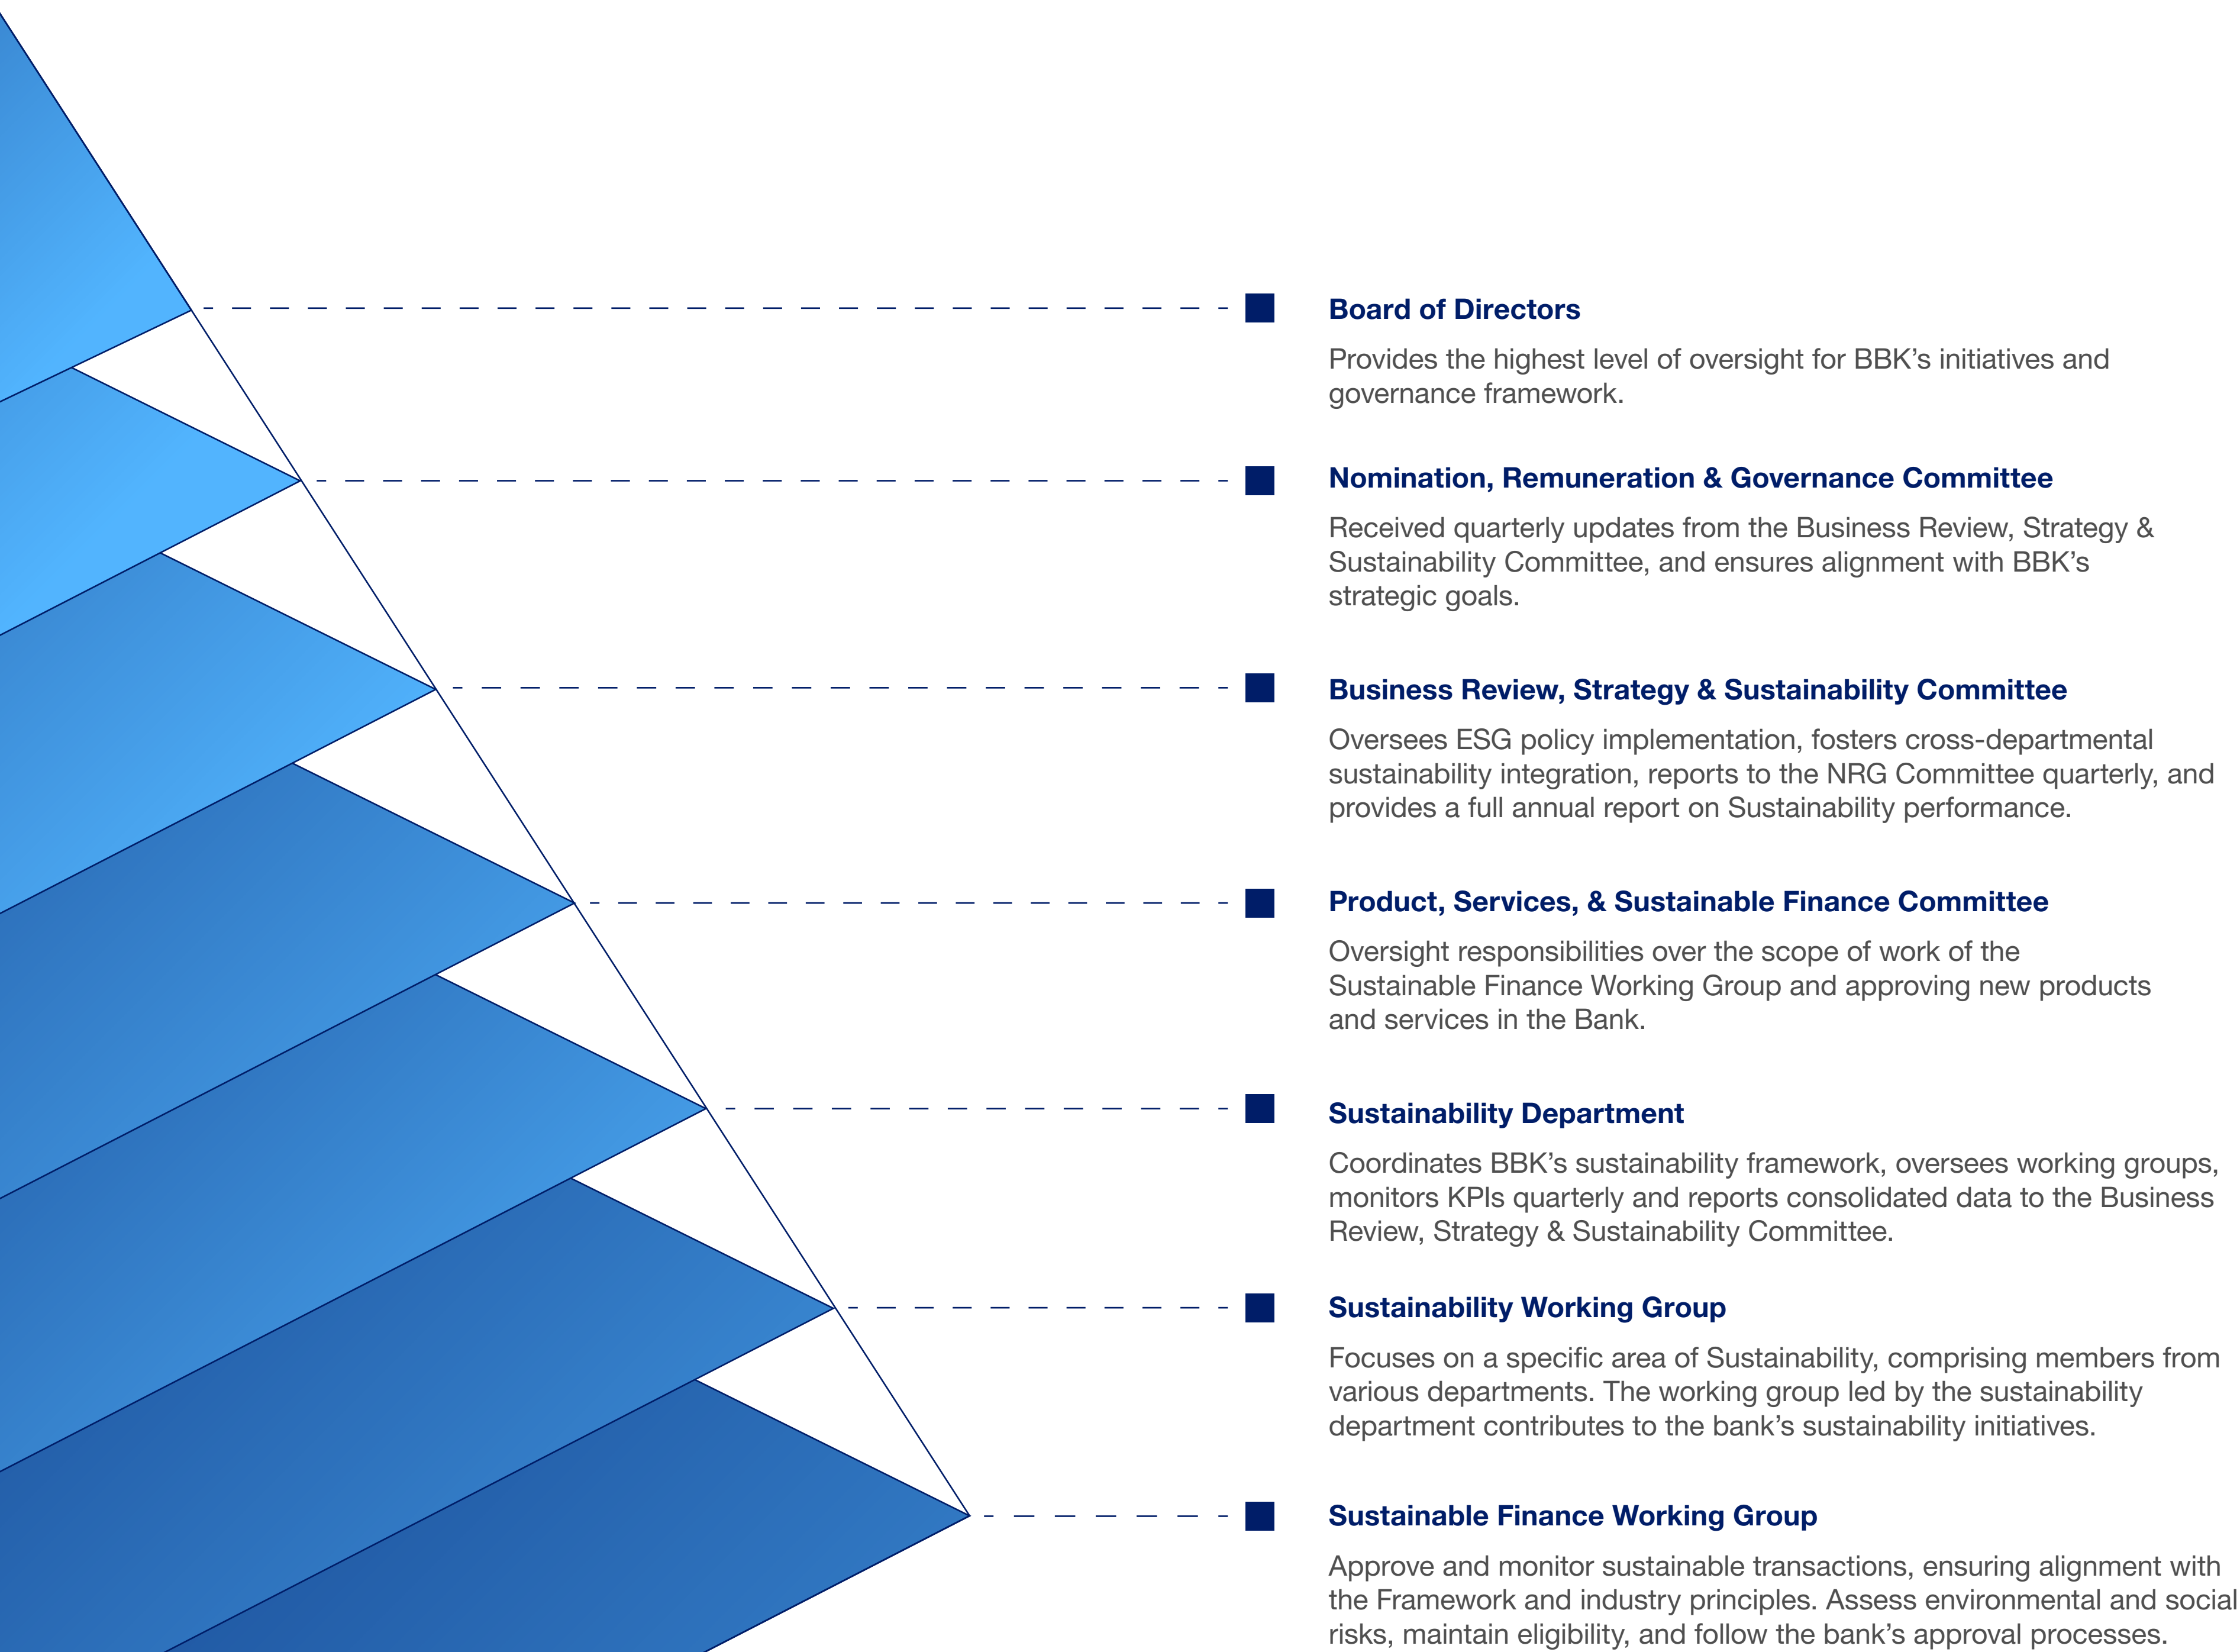 Board of Directors
Provides the highest level of oversight for BBK’s initiatives and
governance framework.
Nomination, Remuneration & Governance Committee
Received quarterly updates from the Business Review, Strategy &
Sustainability Committee, and ensures alignment with BBK’s
strategic goals.
Business Review, Strategy & Sustainability Committee
Oversees ESG policy implementation, fosters cross-departmental
sustainability integration, reports to the NRG Committee quarterly, and
provides a full annual report on Sustainability performance.
Product, Services, & Sustainable Finance Committee
Oversight responsibilities over the scope of work of the
Sustainable Finance Working Group and approving new products
and services in the Bank.
Sustainability Department
Coordinates BBK’s sustainability framework, oversees working groups,
monitors KPIs quarterly and reports consolidated data to the Business
Review, Strategy & Sustainability Committee.
Sustainability Working Group
Focuses on a specific area of Sustainability, comprising members from
various departments. The working group led by the sustainability
department contributes to the bank’s sustainability initiatives.
Sustainable Finance Working Group
Approve and monitor sustainable transactions, ensuring alignment with
the Framework and industry principles. Assess environmental and social
risks, maintain eligibility, and follow the bank’s approval processes.